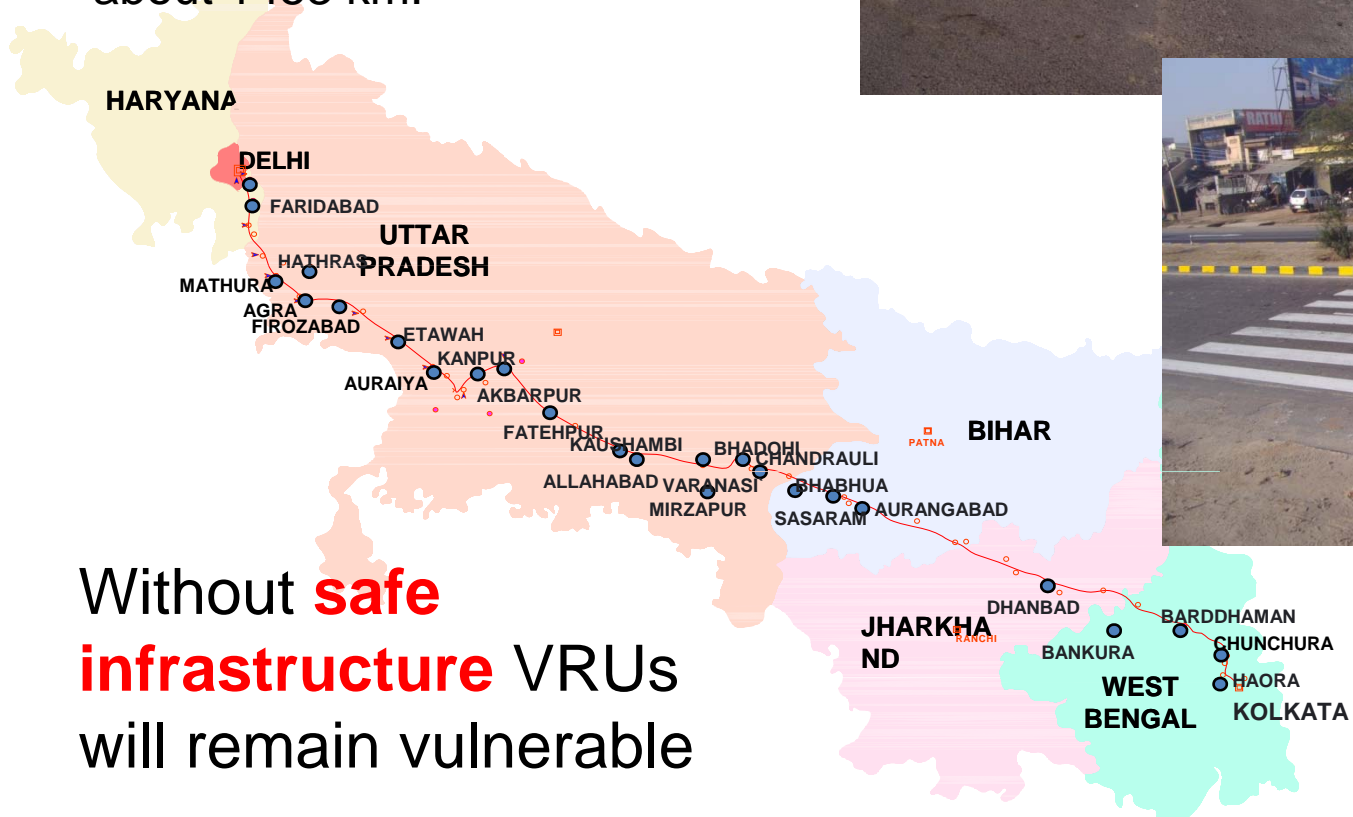 HARYANA
DELHI
FARIDABAD
UTTAR
PRADESH
HATHRAS
MATHURA
AGRA
FIROZABAD
ETAWAH
KANPUR
AURAIYA
AKBARPUR
FATEHPUR
KAUSHAMBI
BHADOHI
CHANDRAULI
ALLAHABAD
VARANASI
BHABHUA
MIRZAPUR
SASARAM
AURANGABAD
PATNA
BIHAR
DHANBAD
JHARKHA
ND
RANCHI
BARDDHAMAN
CHUNCHURA
BANKURA
HAORA
WEST
BENGAL
KOLKATA
RATHI
Without safe
infrastructure VRUs
will remain vulnerable